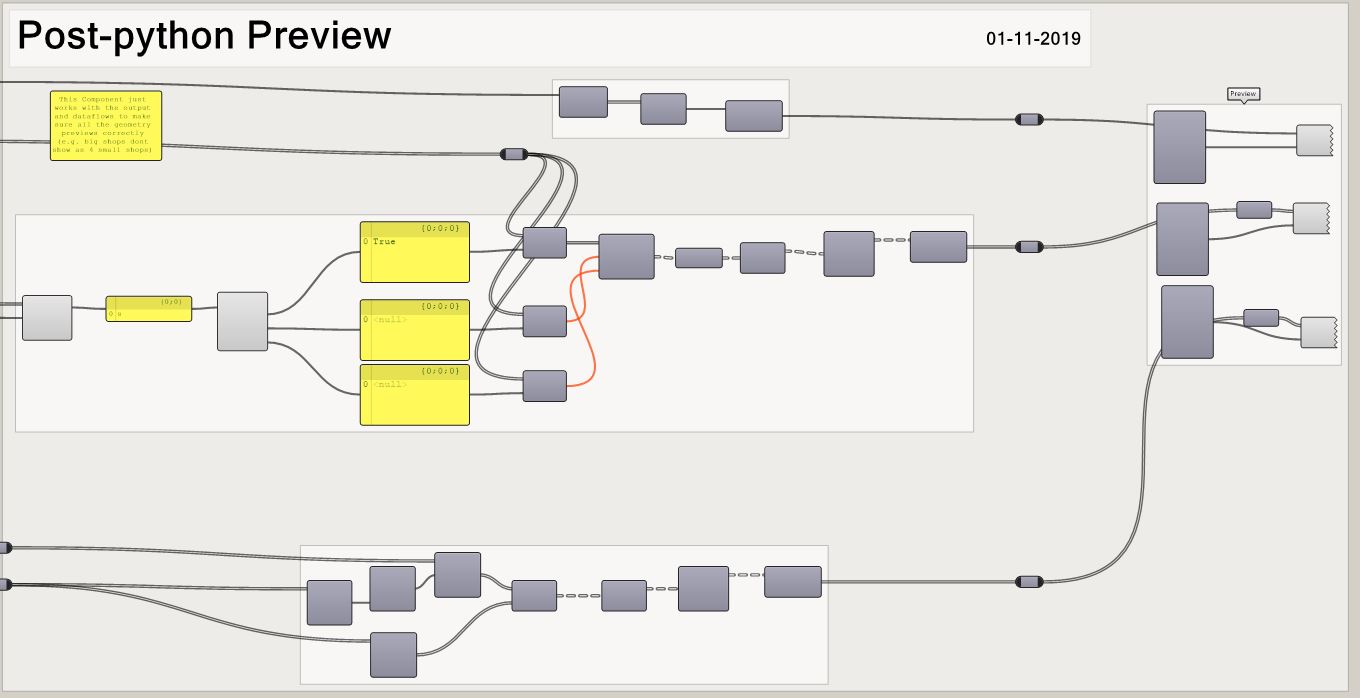 Post-python Preview
01-11-2019
This Component just
works with the output
and dataflows to make
sure all the geometry
previews correctly
(e.g. big shops dont
show as 4 small shops)
Preview
{0;0;0}
0 True
{0;0}
0
{0;0;0}
0 <null>
{0;0;0}
0 <null>